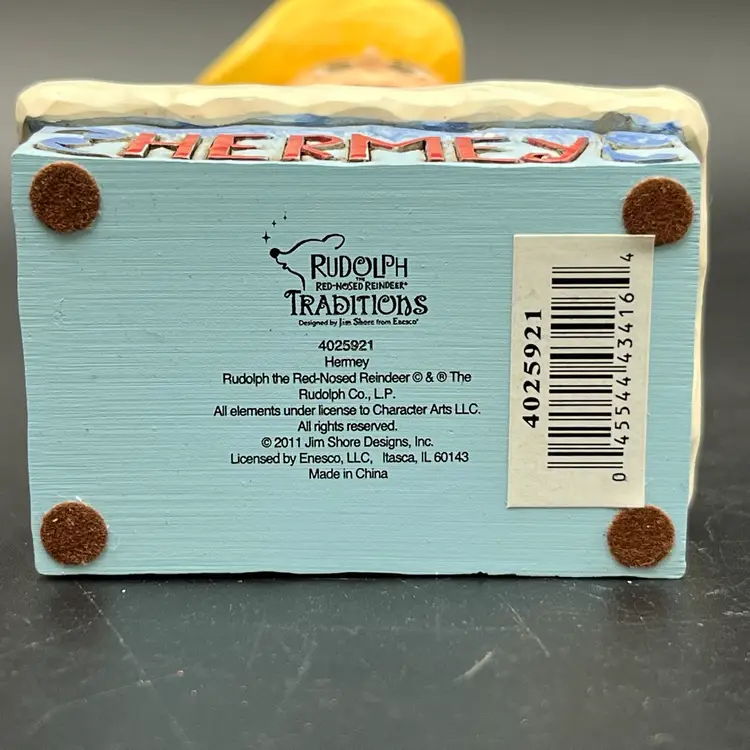 HERMEY
RUDOLPH
THE
RED-NOSED REINDEER®
TRADITIONS
Designed by Jim Shore from Enesco®
4025921
Hermey
Rudolph the Red-Nosed Reindeer © & ® The
Rudolph Co., L.P.
All elements under license to Character Arts LLC.
All rights reserved.
© 2011 Jim Shore Designs, Inc.
Licensed by Enesco, LLC, Itasca, IL 60143
Made in China
4025921
0 45544 43416 4